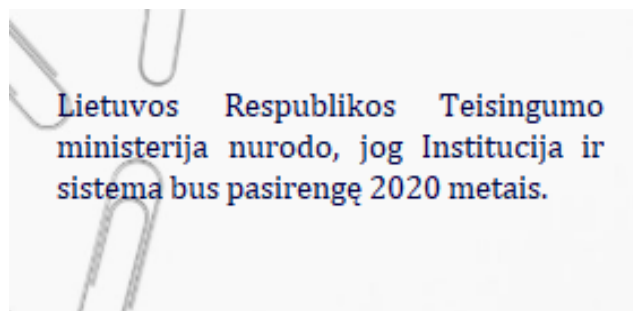 Lietuvos Respublikos Teisingumo
ministerija nurodo, jog Institucija ir
sistema bus pasirengę 2020 metais.